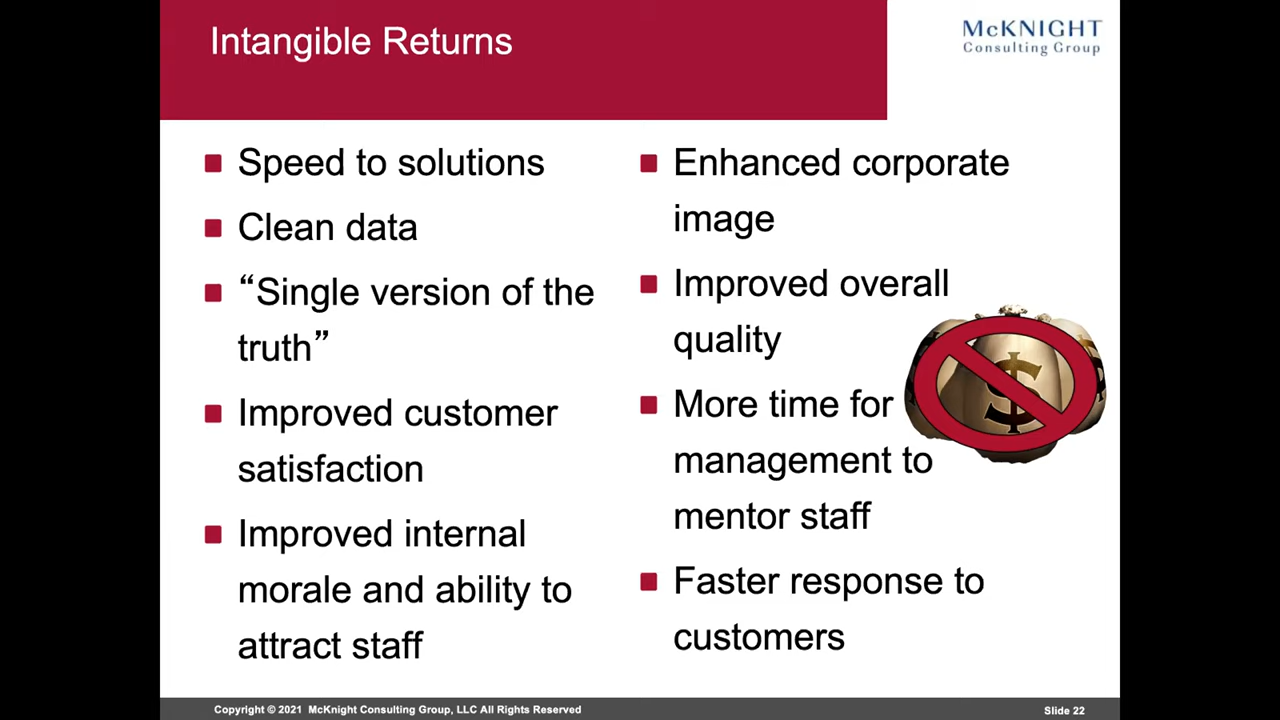 Intangible Returns
McKNIGHT
Consulting Group
Speed to solutions
Clean data
“Single version of the
truth”
Improved customer
satisfaction
Improved internal
morale and ability to
attract staff
Enhanced corporate
image
Improved overall
quality
More time for
management to
mentor staff
Faster response to
customers
$
Copyright © 2021 McKnight Consulting Group, LLC All Rights Reserved
Slide 22